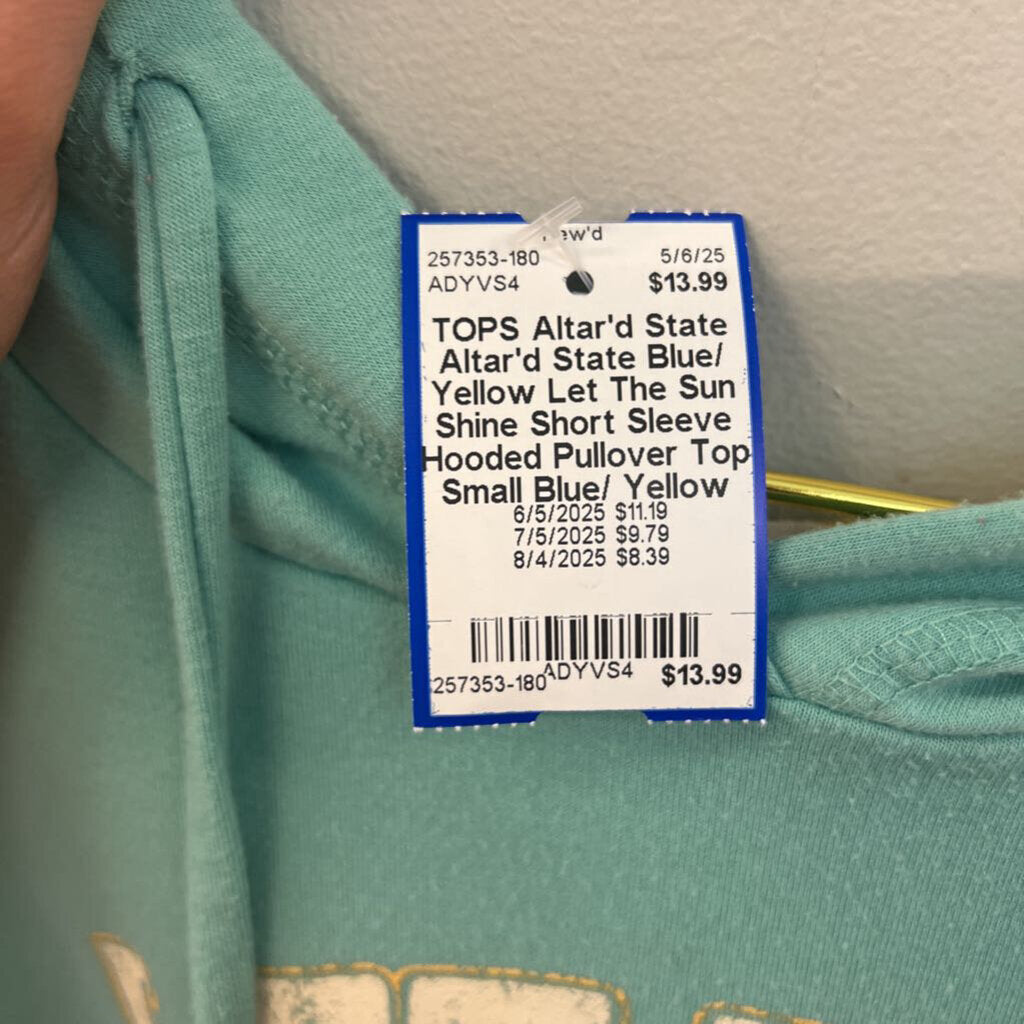 257353-180 5/6/25
ADYVS4 $13.99
TOPS Altar'd State
Altar'd State Blue/
Yellow Let The Sun
Shine Short Sleeve
Hooded Pullover Top
Small Blue/ Yellow
6/5/2025 $11.19
7/5/2025 $9.79
8/4/2025 $8.39
257353-180 ADYVS4 $13.99